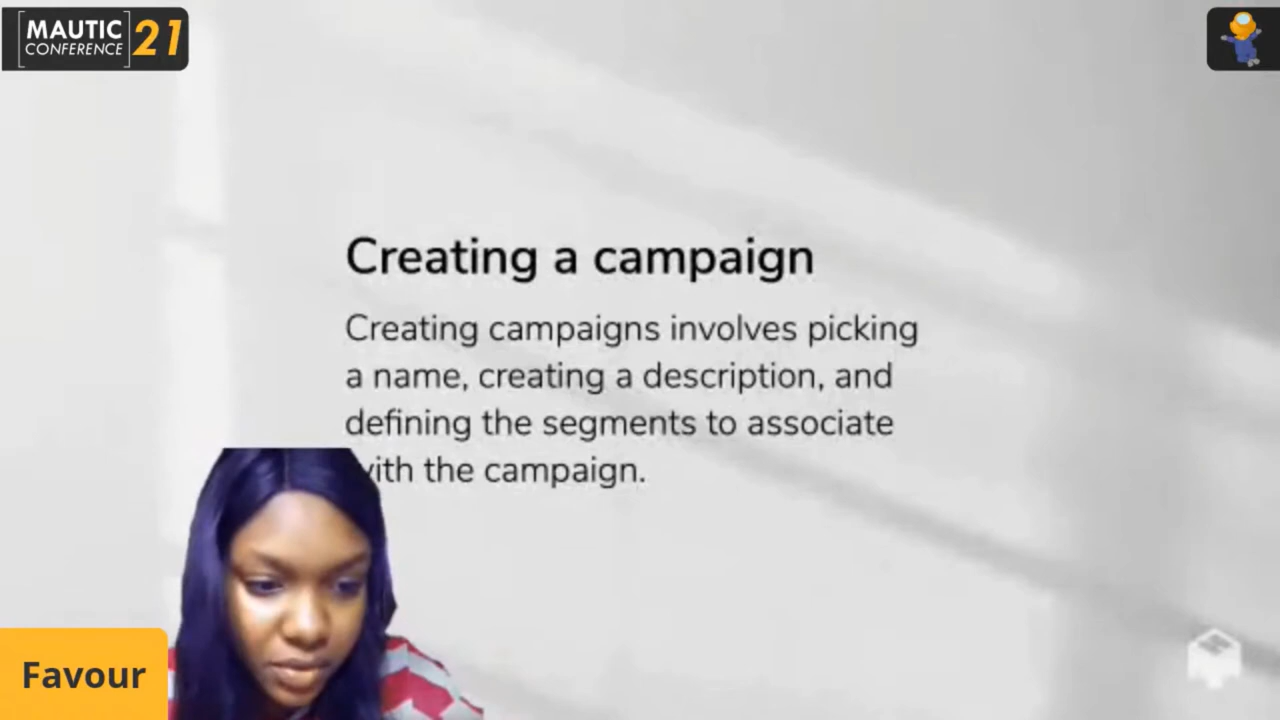 MAUTIC
CONFERENCE
21
Creating a campaign
Creating campaigns involves picking
a name, creating a description, and
defining the segments to associate
with the campaign.
Favour